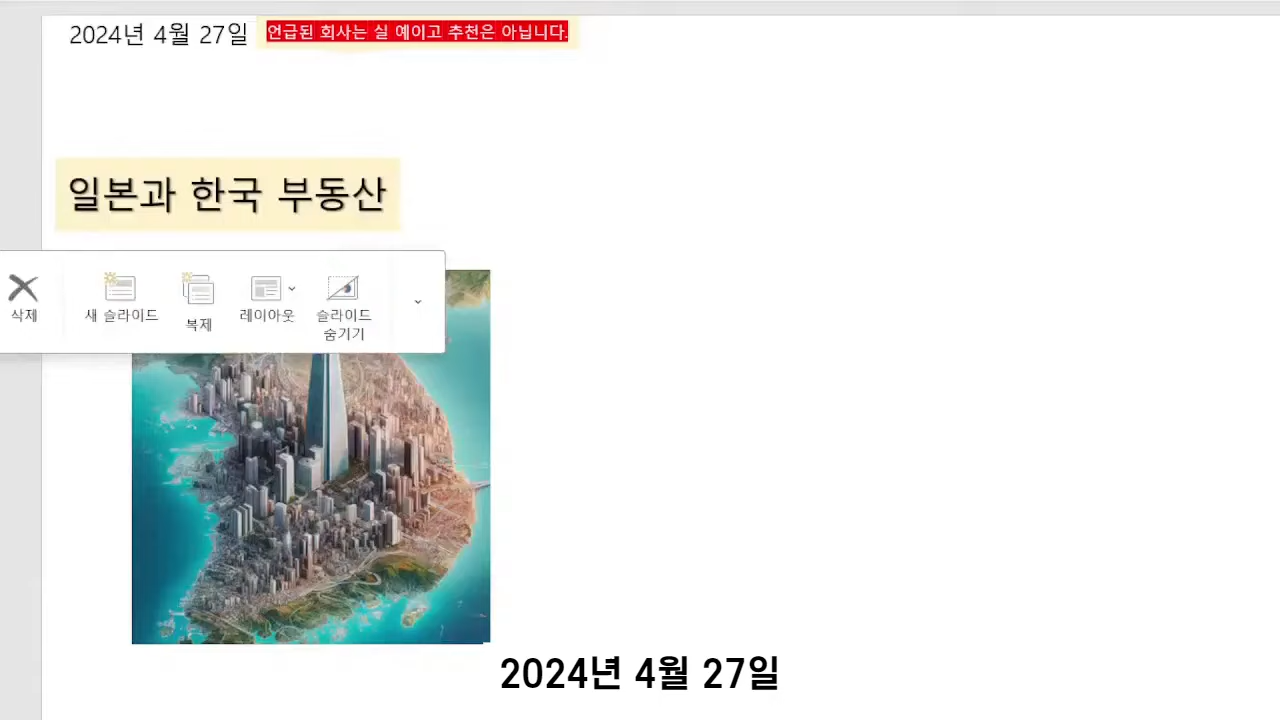 2024년 4월 27일
언급된 회사는 실 예이고 추천은 아닙니다.
일본과 한국 부동산
삭제
새 슬라이드
복제
레이아웃
슬라이드
숨기기
2024년 4월 27일